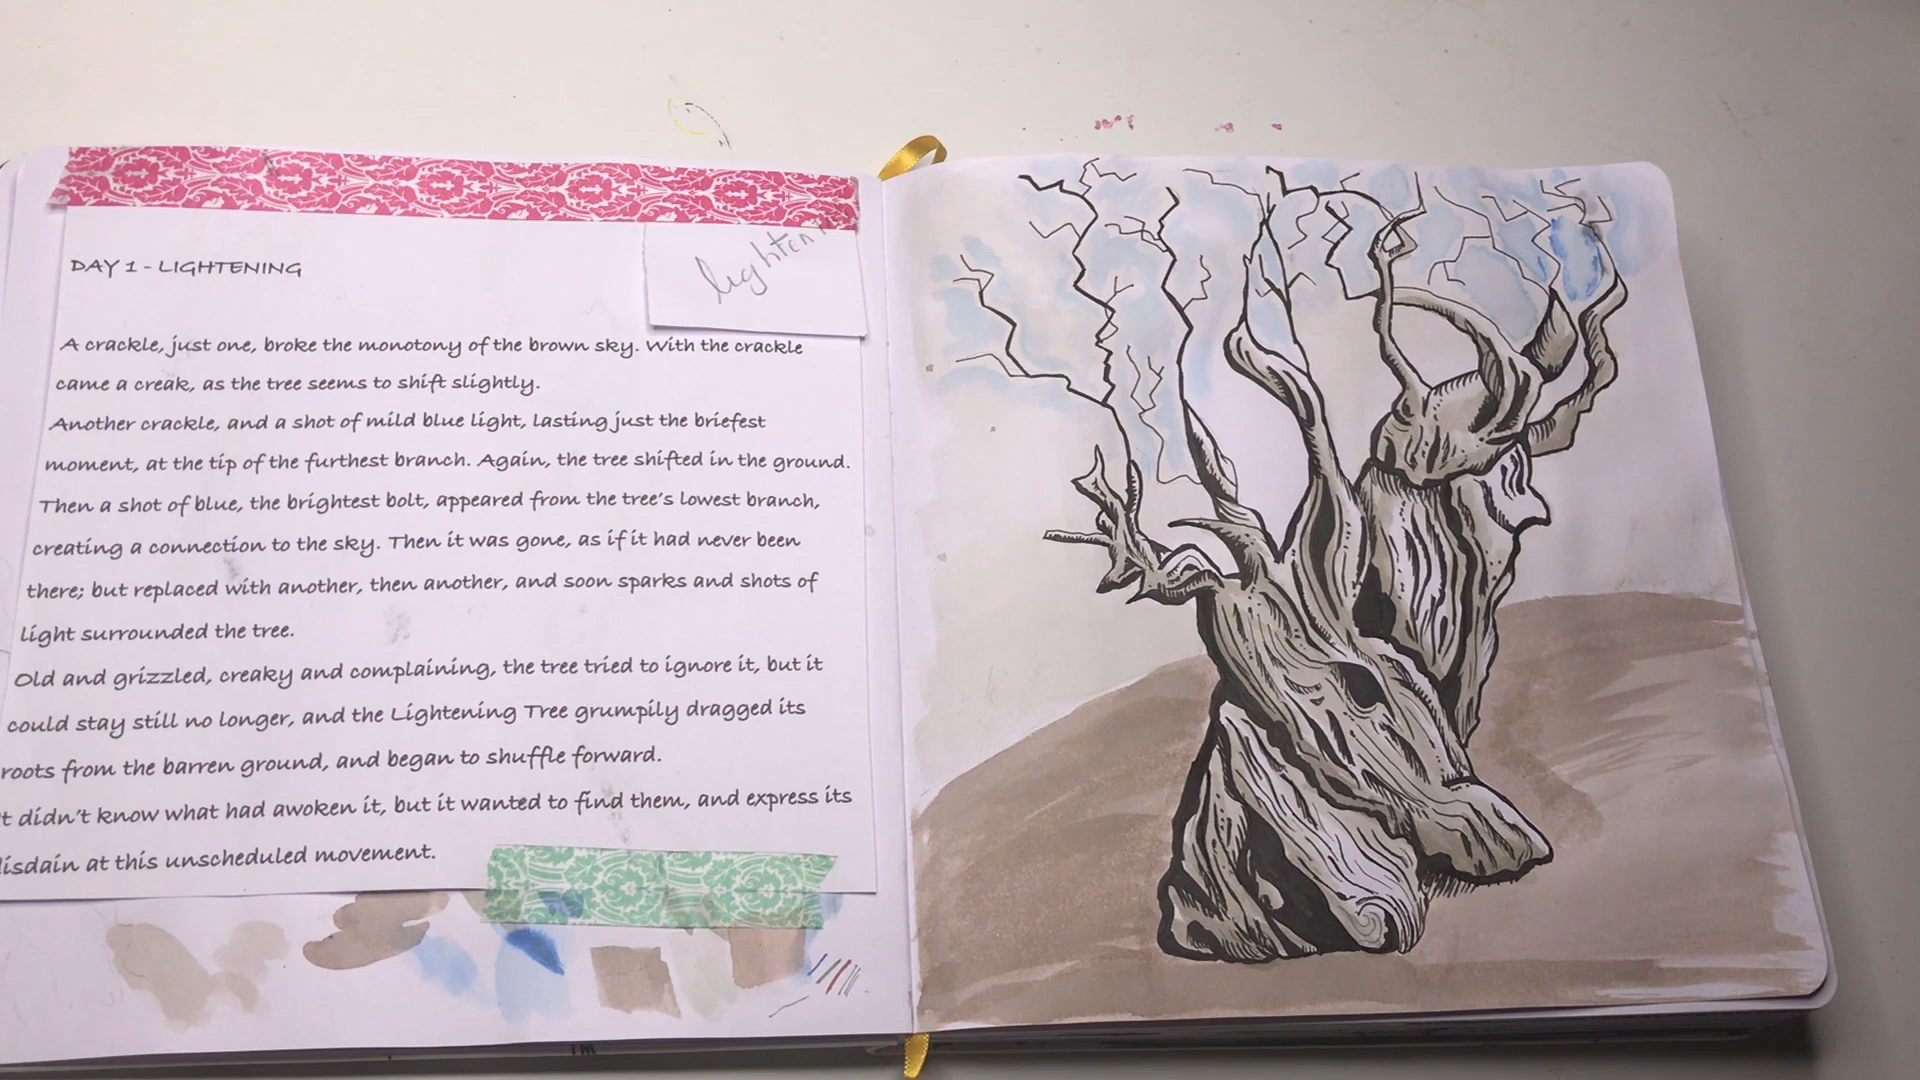 DAY 1 - LIGHTENING
lighten
A crackle, just one, broke the monotony of the brown sky. With the crackle
came a creak, as the tree seems to shift slightly.
Another crackle, and a shot of mild blue light, lasting just the briefest
moment, at the tip of the furthest branch. Again, the tree shifted in the ground.
Then a shot of blue, the brightest bolt, appeared from the tree's lowest branch,
creating a connection to the sky. Then it was gone, as if it had never been
there; but replaced with another, then another, and soon sparks and shots of
light surrounded the tree.
Old and grizzled, creaky and complaining, the tree tried to ignore it, but it
could stay still no longer, and the Lightening Tree grumpily dragged its
roots from the barren ground, and began to shuffle forward.
t didn't know what had awoken it, but it wanted to find them, and express its
disdain at this unscheduled movement.